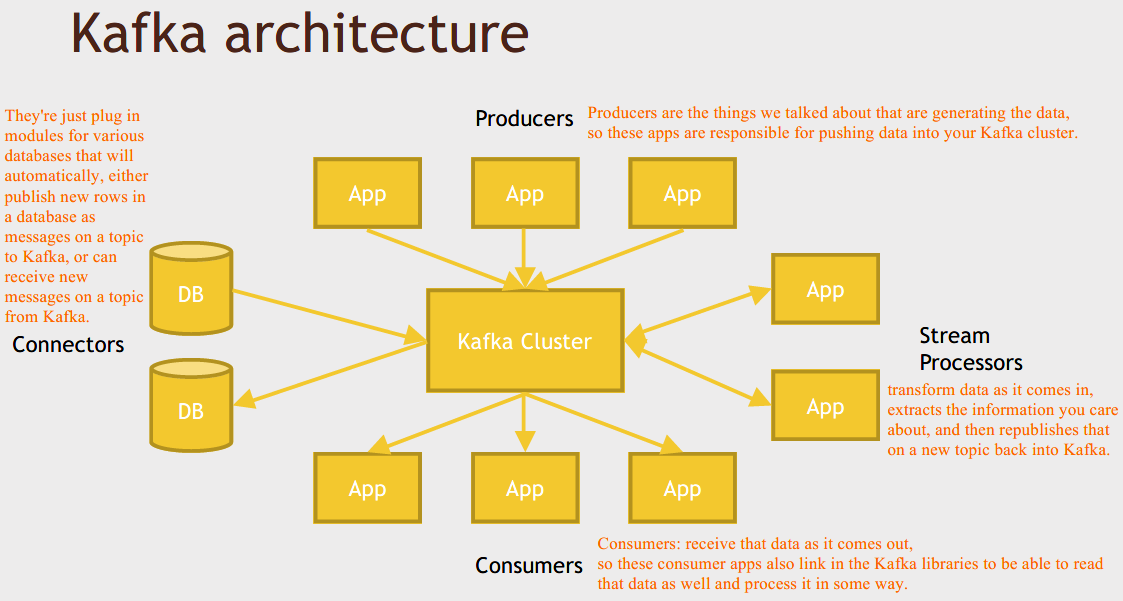 Kafka architecture
They're just plug in
modules for various
databases that will
automatically, either
publish new rows in
a database as
messages on a topic
to Kafka, or can
receive new
messages on a topic
from Kafka.
Connectors
Producers
Producers are the things we talked about that are generating the data,
so these apps are responsible for pushing data into your Kafka cluster.
App
App
App
DB
DB
Kafka Cluster
App
App
Stream
Processors
transform data as it comes in,
extracts the information you care
about, and then republishes that
on a new topic back into Kafka.
App
App
App
Consumers
Consumers: receive that data as it comes out,
so these consumer apps also link in the Kafka libraries to be able to read
that data as well and process it in some way.